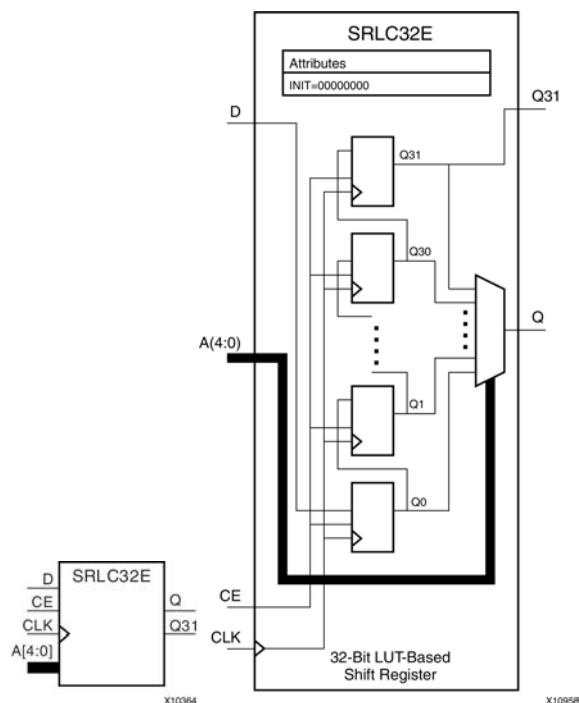 SRLC32E
Attributes
INIT=00000000
Q31
D
Q31
Q30
Q
A(4:0)
Q1
Q0
CE
CLK
32-Bit LUT-Based
Shift Register
X10958
SRLC32E
D
CE
CLK
A[4:0]
Q
Q31
X10364